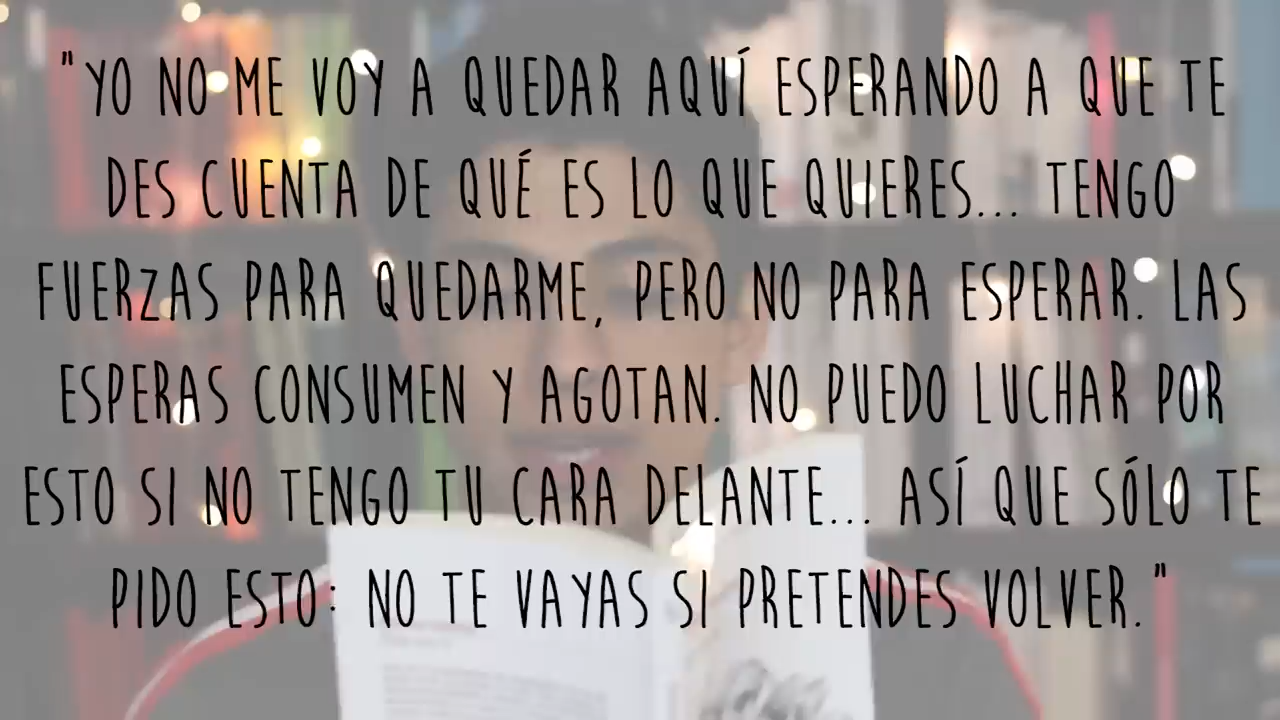 "YO NO ME VOY A QUEDAR AQUÍ ESPERANDO A QUE TE
DES CUENTA DE QUÉ ES LO QUE QUIERES... TENGO
FUERZAS PARA QUEDARME, PERO NO PARA ESPERAR. LAS
ESPERAS CONSUMEN Y AGOTAN. NO PUEDO LUCHAR POR
ESTO SI NO TENGO TU CARA DELANTE... ASÍ QUE SÓLO TE
PIDO ESTO: NO TE VAYAS SI PRETENDES VOLVER."